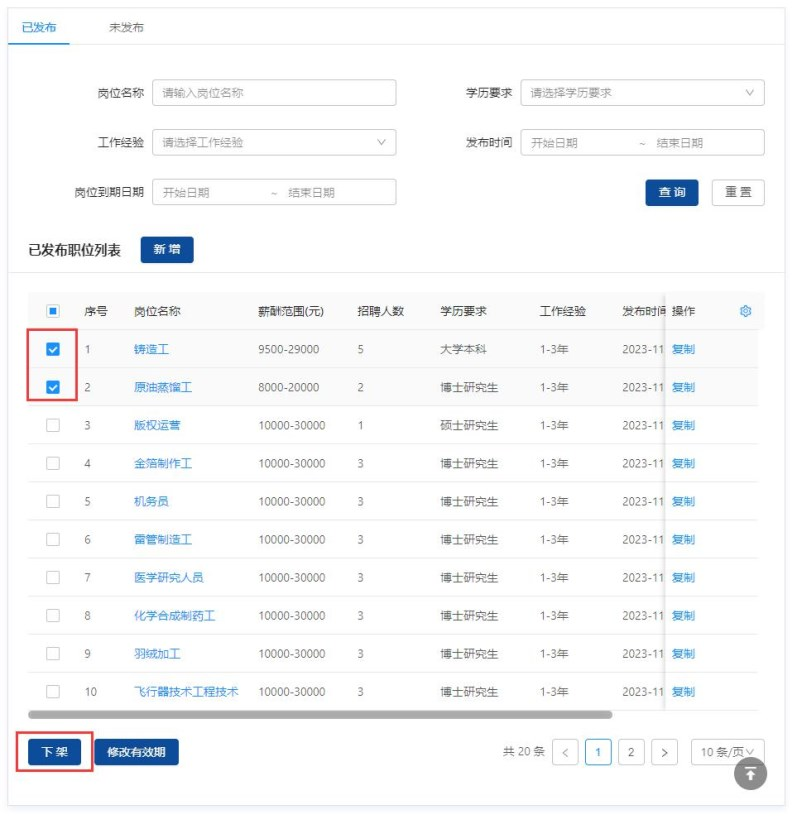 已发布 未发布
岗位名称 请输入岗位名称 学历要求 请选择学历要求
工作经验 请选择工作经验 发布时间 开始日期 ~ 结束日期
岗位到期日期 开始日期 ~ 结束日期 查询 重置
已发布职位列表 新增
序号 岗位名称 薪酬范围(元) 招聘人数 学历要求 工作经验 发布时间 操作
1 铸造工 9500-29000 5 大学本科 1-3年 2023-11 复制
2 原油蒸馏工 8000-20000 2 博士研究生 1-3年 2023-11 复制
3 版权运营 10000-30000 1 硕士研究生 1-3年 2023-11 复制
4 金箔制作工 10000-30000 3 博士研究生 1-3年 2023-11 复制
5 机务员 10000-30000 3 博士研究生 1-3年 2023-11 复制
6 雷管制造工 10000-30000 3 博士研究生 1-3年 2023-11 复制
7 医学研究人员 10000-30000 3 博士研究生 1-3年 2023-11 复制
8 化学合成制药工 10000-30000 3 博士研究生 1-3年 2023-11 复制
9 羽绒加工 10000-30000 3 博士研究生 1-3年 2023-11 复制
10 飞行器技术工程技术 10000-30000 3 博士研究生 1-3年 2023-11 复制
下架 修改有效期 共 20 条 < 1 2 > 10 条/页